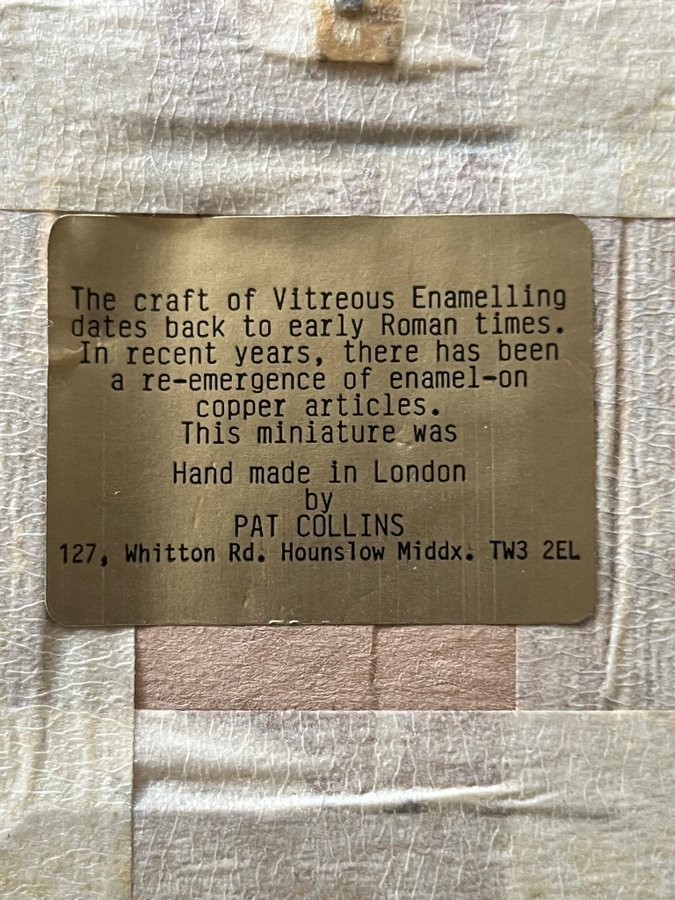 The craft of Vitreous Enamelling
dates back to early Roman times.
In recent years, there has been
a re-emergence of enamel-on
copper articles.
This miniature was
Hand made in London
by
PAT COLLINS
127, Whitton Rd. Hounslow Middx. TW3 2EL